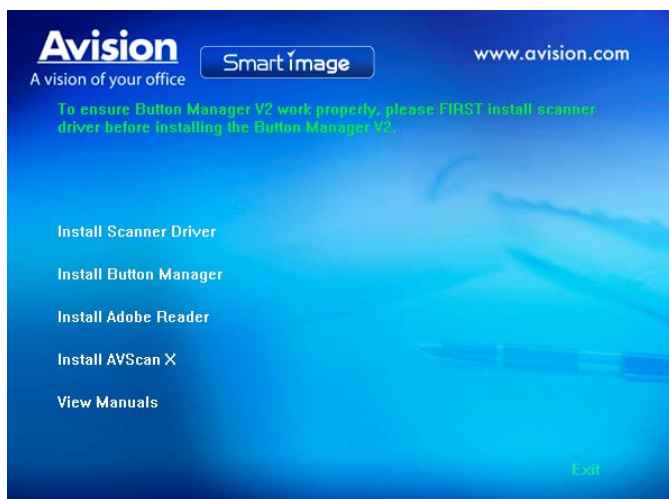 Avision
A vision of your office
Smart image
www.avision.com
To ensure Button Manager V2 work properly, please FIRST install scanner
driver before installing the Button Manager V2.
Install Scanner Driver
Install Button Manager
Install Adobe Reader
Install AVScan X
View Manuals
Exit